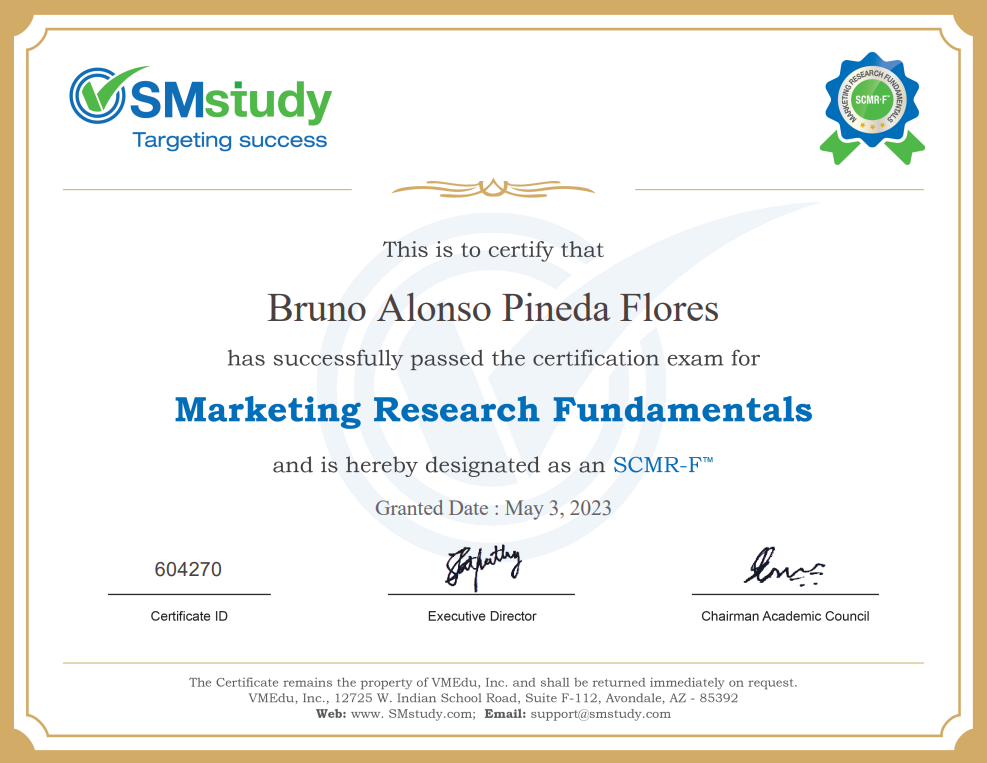 SMstudy
Targeting success
MARKETING RESEARCH FUNDAMENTALS
SCMR-F™
This is to certify that
Bruno Alonso Pineda Flores
has successfully passed the certification exam for
Marketing Research Fundamentals
and is hereby designated as an SCMR-F™
Granted Date : May 3, 2023
604270
Certificate ID
Executive Director
Chairman Academic Council
The Certificate remains the property of VMEdu, Inc. and shall be returned immediately on request.
VMEdu, Inc., 12725 W. Indian School Road, Suite F-112, Avondale, AZ - 85392
Web: www. SMstudy.com;  Email: support@smstudy.com